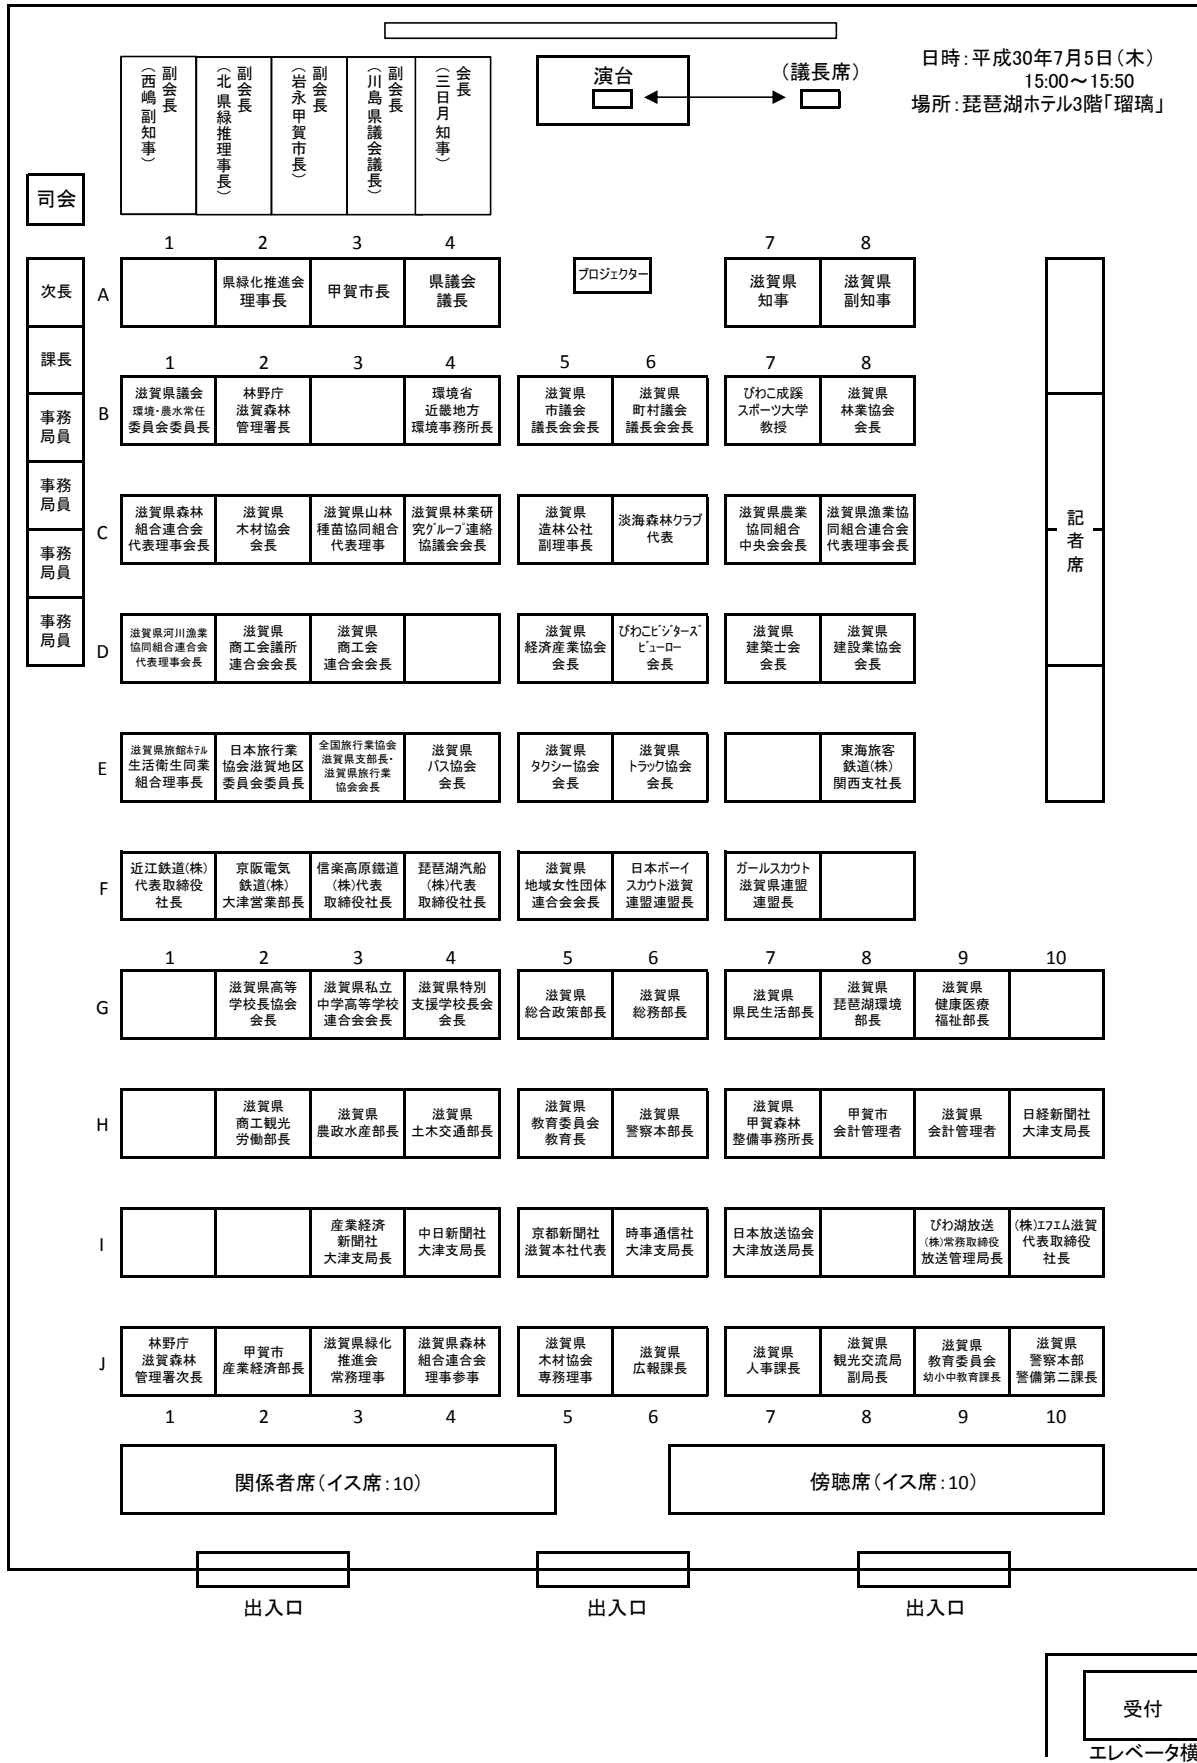 日時：平成30年7月5日（木）
15:00～15:50
場所：琵琶湖ホテル3階「瑠璃」
副会長
（西嶋 副知事）
副会長
（北 県緑推理事長）
副会長
（岩永 甲賀市長）
副会長
（川島 県議会議長）
会長
（三日月 知事）
演台
（議長席）
司会
次長
課長
事務
局員
事務
局員
事務
局員
事務
局員
プロジェクター
記者席
1 2 3 4 7 8
A
県緑化推進会
理事長
甲賀市長
県議会
議長
滋賀県
知事
滋賀県
副知事
1 2 3 4 5 6 7 8
B
滋賀県議会
環境・農水常任
委員会委員長
林野庁
滋賀森林
管理署長
環境省
近畿地方
環境事務所長
滋賀県
市議会
議長会会長
滋賀県
町村議会
議長会会長
びわこ成蹊
スポーツ大学
教授
滋賀県
林業協会
会長
C
滋賀県森林
組合連合会
代表理事会長
滋賀県
木材協会
会長
滋賀県山林
種苗協同組合
代表理事
滋賀県林業研
究グループ連絡
協議会会長
滋賀県
造林公社
副理事長
淡海森林クラブ
代表
滋賀県農業
協同組合
中央会会長
滋賀県漁業協
同組合連合会
代表理事会長
D
滋賀県河川漁業
協同組合連合会
代表理事会長
滋賀県
商工会議所
連合会会長
滋賀県
商工会
連合会会長
滋賀県
経済産業協会
会長
びわこビジターズ
ビューロー
会長
滋賀県
建築士会
会長
滋賀県
建設業協会
会長
E
滋賀県旅館ホテル
生活衛生同業
組合理事長
日本旅行業
協会滋賀地区
委員会委員長
全国旅行業協会
滋賀県支部長・
滋賀県旅行業
協会会長
滋賀県
バス協会
会長
滋賀県
タクシー協会
会長
滋賀県
トラック協会
会長
東海旅客
鉄道(株)
関西支社長
F
近江鉄道(株)
代表取締役
社長
京阪電気
鉄道(株)
大津営業部長
信楽高原鐵道
(株)代表
取締役社長
琵琶湖汽船
(株)代表
取締役社長
滋賀県
地域女性団体
連合会会長
日本ボーイ
スカウト滋賀
連盟連盟長
ガールスカウト
滋賀県連盟
連盟長
1 2 3 4 5 6 7 8 9 10
G
滋賀県高等
学校長協会
会長
滋賀県私立
中学高等学校
連合会会長
滋賀県特別
支援学校長会
会長
滋賀県
総合政策部長
滋賀県
総務部長
滋賀県
県民生活部長
滋賀県
琵琶湖環境
部長
滋賀県
健康医療
福祉部長
H
滋賀県
商工観光
労働部長
滋賀県
農政水産部長
滋賀県
土木交通部長
滋賀県
教育委員会
教育長
滋賀県
警察本部長
滋賀県
甲賀森林
整備事務所長
甲賀市
会計管理者
滋賀県
会計管理者
日経新聞社
大津支局長
I
産業経済
新聞社
大津支局長
中日新聞社
大津支局長
京都新聞社
滋賀本社代表
時事通信社
大津支局長
日本放送協会
大津放送局長
びわ湖放送
(株)常務取締役
放送管理局長
(株)エフエム滋賀
代表取締役
社長
J
林野庁
滋賀森林
管理署次長
甲賀市
産業経済部長
滋賀県緑化
推進会
常務理事
滋賀県森林
組合連合会
理事参事
滋賀県
木材協会
専務理事
滋賀県
広報課長
滋賀県
人事課長
滋賀県
観光交流局
副局長
滋賀県
教育委員会
幼小中教育課長
滋賀県
警察本部
警備第二課長
1 2 3 4 5 6 7 8 9 10
関係者席（イス席：10）
傍聴席（イス席：10）
出入口
出入口
出入口
受付
エレベータ横